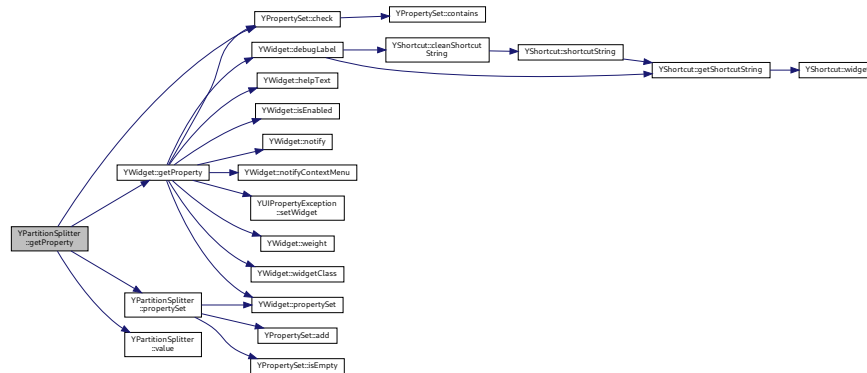 YPropertySet::check
YPropertySet::contains
YWidget::debugLabel
YShortcut::cleanShortcut
String
YShortcut::shortcutString
YShortcut::getShortcutString
YShortcut::widget
YWidget::helpText
YWidget::isEnabled
YWidget::notify
YWidget::getProperty
YWidget::notifyContextMenu
YUIPropertyException
::setWidget
YPartitionSplitter
::getProperty
YWidget::weight
YWidget::widgetClass
YPartitionSplitter
::propertySet
YWidget::propertySet
YPropertySet::add
YPartitionSplitter
::value
YPropertySet::isEmpty